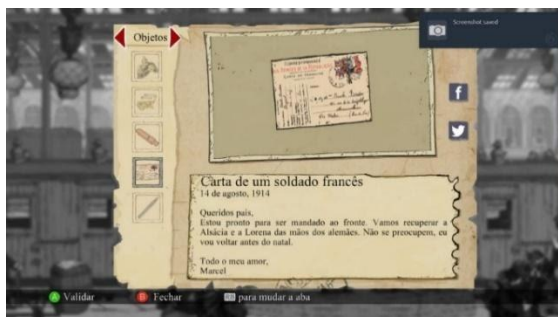 Objetos
Screenshot saved
CORRESPONDANCE
f
Carta de um soldado francês
14 de agosto, 1914
Queridos pais,
Estou pronto para ser mandado ao fronte. Vamos recuperar a
Alsácia e a Lorena das mãos dos alemães. Não se preocupem, eu
vou voltar antes do natal.
Todo o meu amor,
Marcel
A Validar
B Fechar
RB para mudar a aba